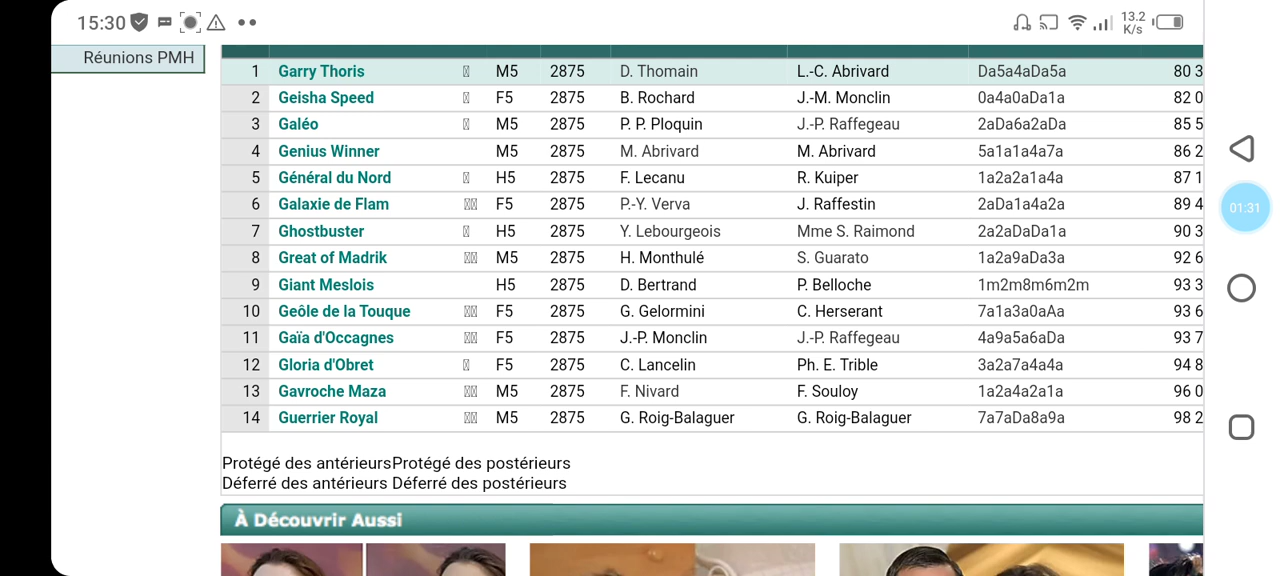 15:30 13.2 K/s
Réunions PMH
1 Garry Thoris M5 2875 D. Thomain L.-C. Abrivard Da5a4aDa5a 80 3
2 Geisha Speed F5 2875 B. Rochard J.-M. Monclin 0a4a0aDa1a 82 0
3 Galéo M5 2875 P. P. Ploquin J.-P. Raffegeau 2aDa6a2aDa 85 5
4 Genius Winner M5 2875 M. Abrivard M. Abrivard 5a1a1a4a7a 86 2
01:31
5 Général du Nord H5 2875 F. Lecanu R. Kuiper 1a2a2a1a4a 87 1
6 Galaxie de Flam F5 2875 P.-Y. Verva J. Raffestin 2aDa1a4a2a 89 4
7 Ghostbuster H5 2875 Y. Lebourgeois Mme S. Raimond 2a2aDaDa1a 90 3
8 Great of Madrik M5 2875 H. Monthulé S. Guarato 1a2a9aDa3a 92 6
9 Giant Meslois H5 2875 D. Bertrand P. Belloche 1m2m8m6m2m 93 3
10 Geôle de la Touque F5 2875 G. Gelormini C. Herserant 7a1a3a0aAa 93 6
11 Gaïa d'Occagnes F5 2875 J.-P. Monclin J.-P. Raffegeau 4a9a5a6aDa 93 7
12 Gloria d'Obret F5 2875 C. Lancelin Ph. E. Trible 3a2a7a4a4a 94 8
13 Gavroche Maza M5 2875 F. Nivard F. Souloy 1a2a4a2a1a 96 0
14 Guerrier Royal M5 2875 G. Roig-Balaguer G. Roig-Balaguer 7a7aDa8a9a 98 2
Protégé des antérieursProtégé des postérieurs
Déferré des antérieurs Déferré des postérieurs
À Découvrir Aussi